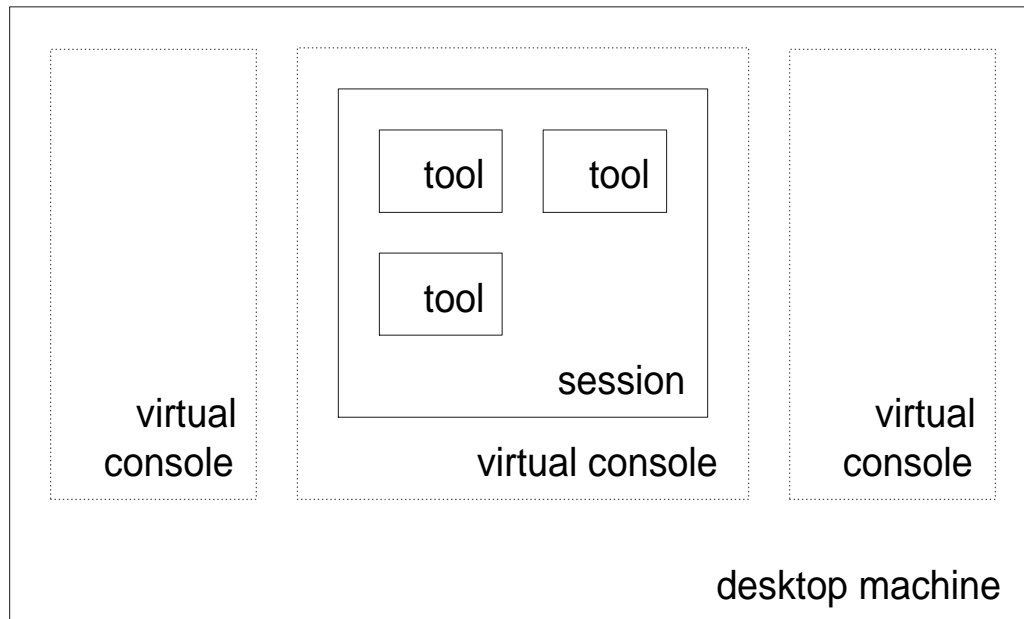 tool
tool
tool
session
virtual
console
virtual console
virtual
console
desktop machine